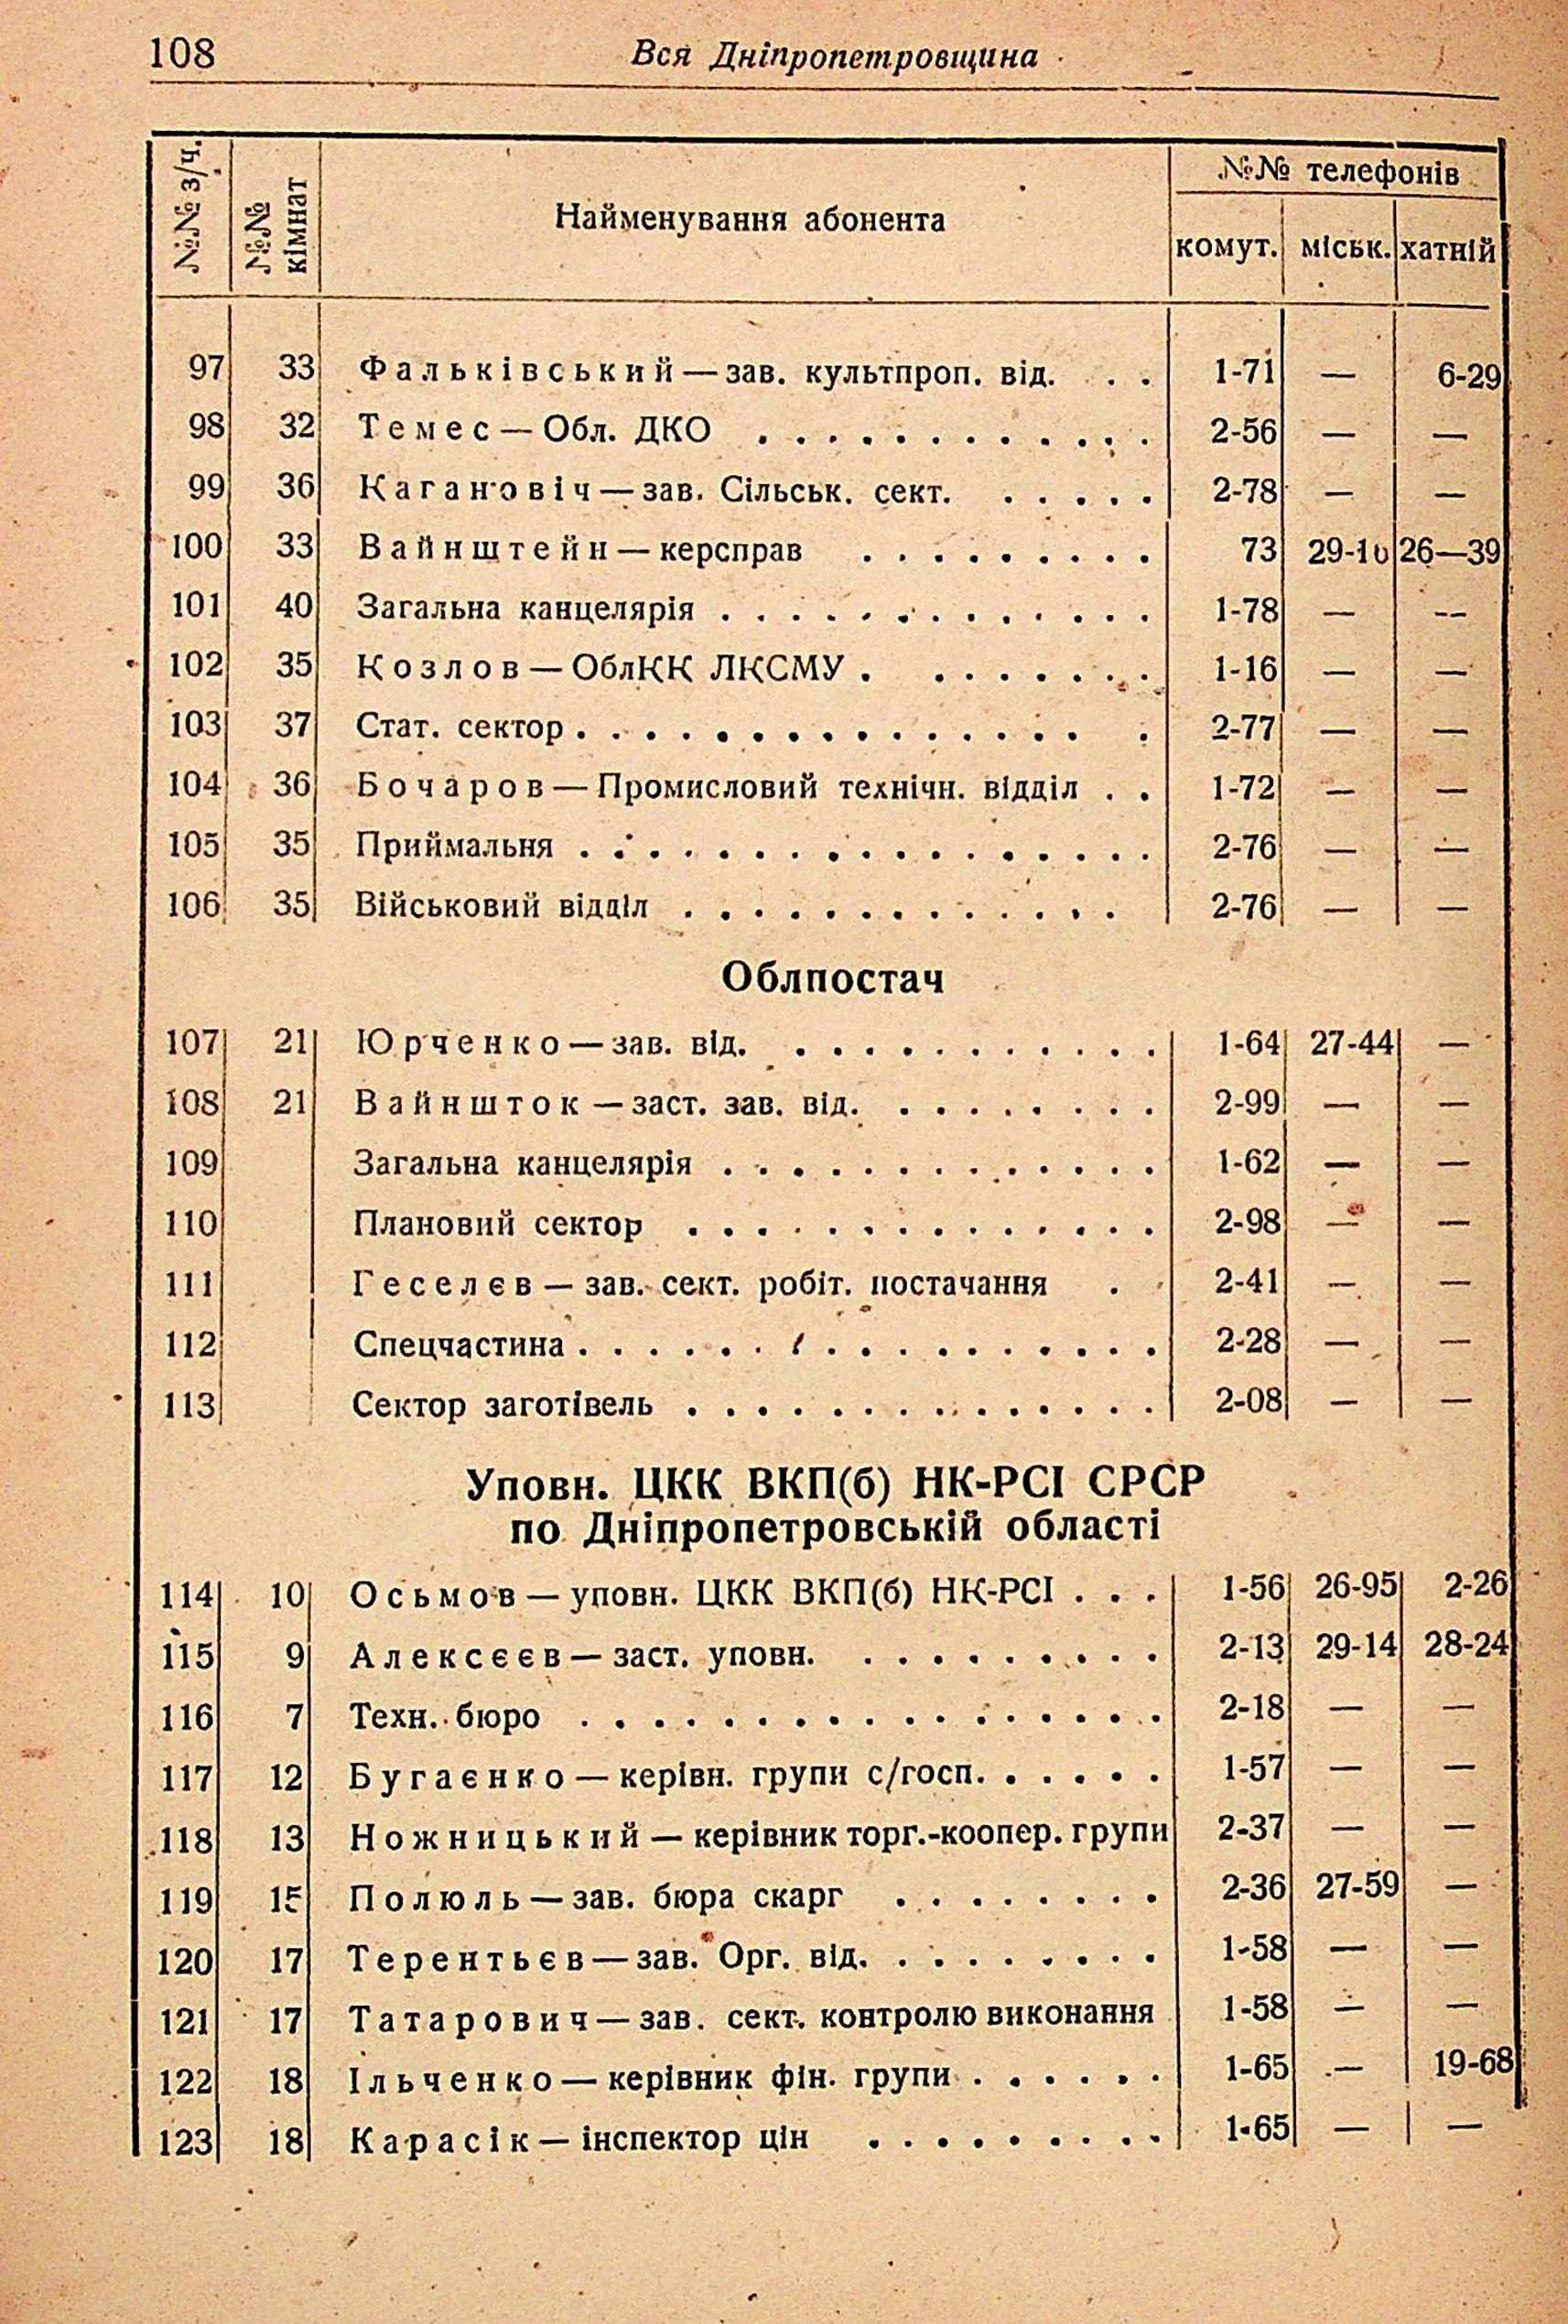 108
Вся Дніпропетровщина
№№ з/ч.
№№ кімнат
Найменування абонента
№№ телефонів
комут. міськ. хатній
97 33 Фальківський — зав. культпроп. від. . . 1-71 — 6-29
98 32 Темес — Обл. ДКО . . . . . . . . . . . . 2-56 — —
99 36 Каганович — зав. Сільськ. сект. . . . . . 2-78 — —
100 33 Вайнштейн — керсправ . . . . . . . . . 73 29-10 26—39
101 40 Загальна канцелярія . . . . . . . . . . . . . 1-78 — —
102 35 Козлов — ОблКК ЛКСМУ . . . . . . . . 1-16 — —
103 37 Стат. сектор . . . . . . . . . . . . . . . . 2-77 — —
104 36 Бочаров — Промисловий технічн. відділ . . 1-72 — —
105 35 Приймальня . . . . . . . . . . . . . . . . . 2-76 — —
106 35 Військовий відділ . . . . . . . . . . . . . 2-76 — —
Облпостач
107 21 Юрченко — зав. від. . . . . . . . . . . . 1-64 27-44 —
108 21 Вайншток — заст. зав. від. . . . . . . . . 2-99 — —
109 Загальна канцелярія . . . . . . . . . . . . . 1-62 — —
110 Плановий сектор . . . . . . . . . . . . . . 2-98 — —
111 Геселєв — зав. сект. робіт. постачання . 2-41 — —
112 Спецчастина . . . . . . . . . . . . . . . . . 2-28 — —
113 Сектор заготівель . . . . . . . . . . . . . . 2-08 — —
Уповн. ЦКК ВКП(б) НК-РСІ СРСР
по Дніпропетровській області
114 10 Осьмов — уповн. ЦКК ВКП(б) НК-РСІ . . . 1-56 26-95 2-26
115 9 Алексєєв — заст. уповн. . . . . . . . . . 2-13 29-14 28-24
116 7 Техн. бюро . . . . . . . . . . . . . . . . . 2-18 — —
117 12 Бугаєнко — керівн. групи с/госп. . . . . . 1-57 — —
118 13 Ножницький — керівник торг.-коопер. групи 2-37 — —
119 15 Полюль — зав. бюра скарг . . . . . . . . 2-36 27-59 —
120 17 Терентьєв — зав. Орг. від. . . . . . . . . 1-58 — —
121 17 Татарович — зав. сект. контролю виконання 1-58 — —
122 18 Ільченко — керівник фін. групи . . . . . . 1-65 — 19-68
123 18 Карасік — інспектор цін . . . . . . . . . 1-65 — —